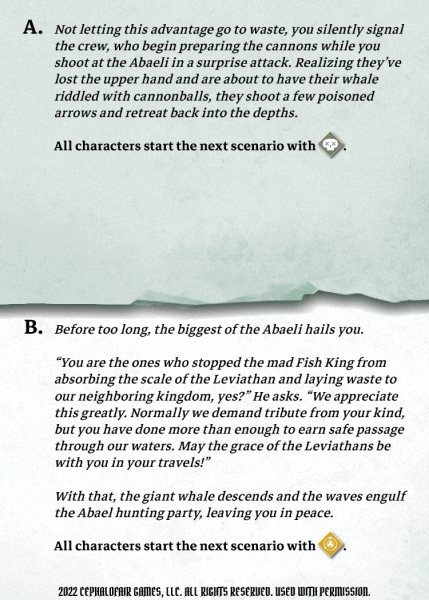 A. Not letting this advantage go to waste, you silently signal
the crew, who begin preparing the cannons while you
shoot at the Abaeli in a surprise attack. Realizing they’ve
lost the upper hand and are about to have their whale
riddled with cannonballs, they shoot a few poisoned
arrows and retreat back into the depths.
All characters start the next scenario with .
B. Before too long, the biggest of the Abaeli hails you.
“You are the ones who stopped the mad Fish King from
absorbing the scale of the Leviathan and laying waste to
our neighboring kingdom, yes?” He asks. “We appreciate
this greatly. Normally we demand tribute from your kind,
but you have done more than enough to earn safe passage
through our waters. May the grace of the Leviathans be
with you in your travels!”
With that, the giant whale descends and the waves engulf
the Abael hunting party, leaving you in peace.
All characters start the next scenario with .
2022 CEPHALOFAIR GAMES, LLC. ALL RIGHTS RESERVED. USED WITH PERMISSION.